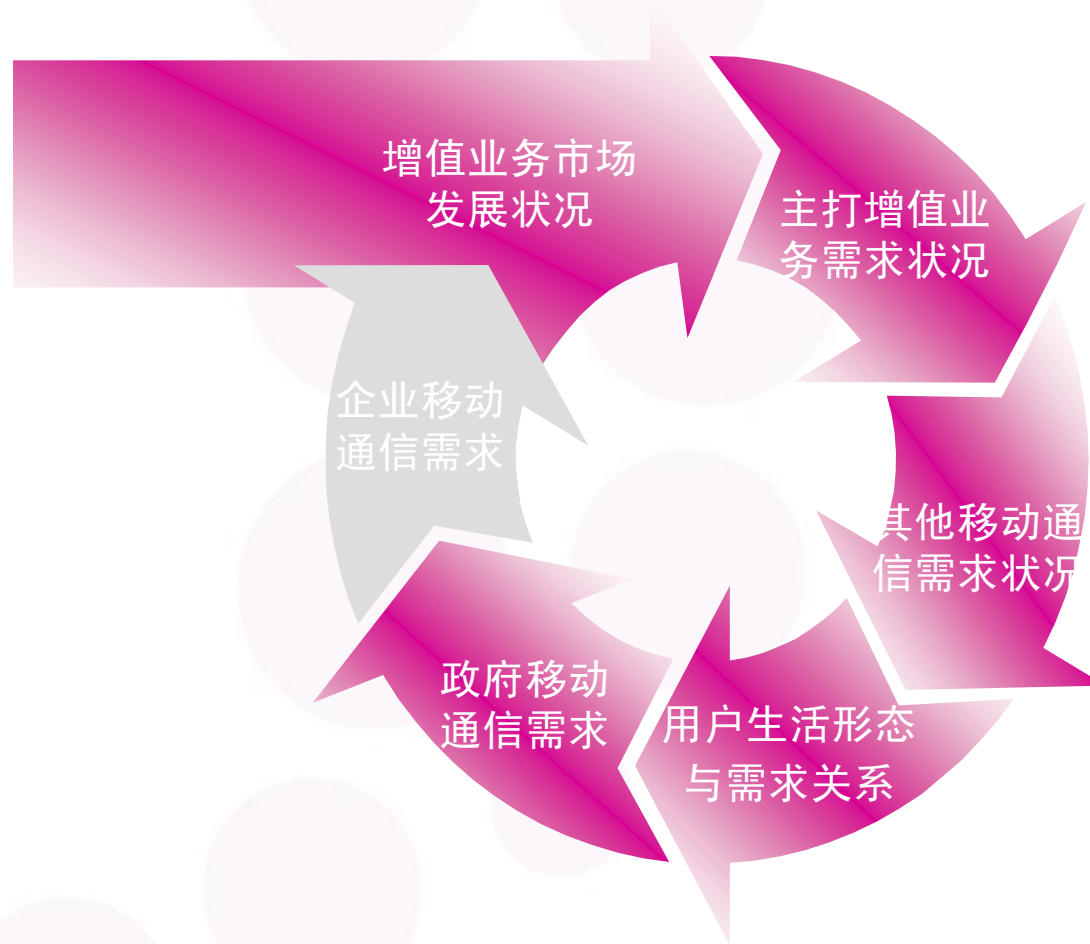 增值业务市场
发展状况
主打增值业
务需求状况
其他移动通
信需求状况
用户生活形态
与需求关系
政府移动
通信需求
企业移动
通信需求